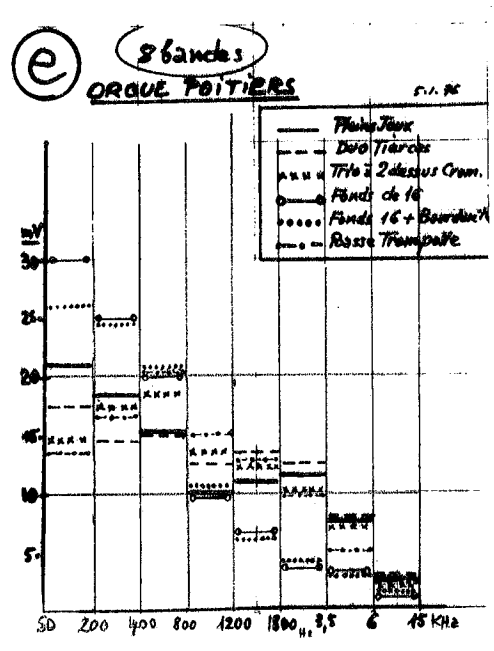 e
8 bandes
ORGUE POITIERS
5.1.76
Pleins Jeux
Duo Tierces
Trio à 2 dessus Crom.
Fonds de 16
Fonds 16 + Bourdon
Basse Trompette
mV
30
25
20
15
10
5
50 200 400 800 1200 1800 Hz 3,5 6 15 KHz